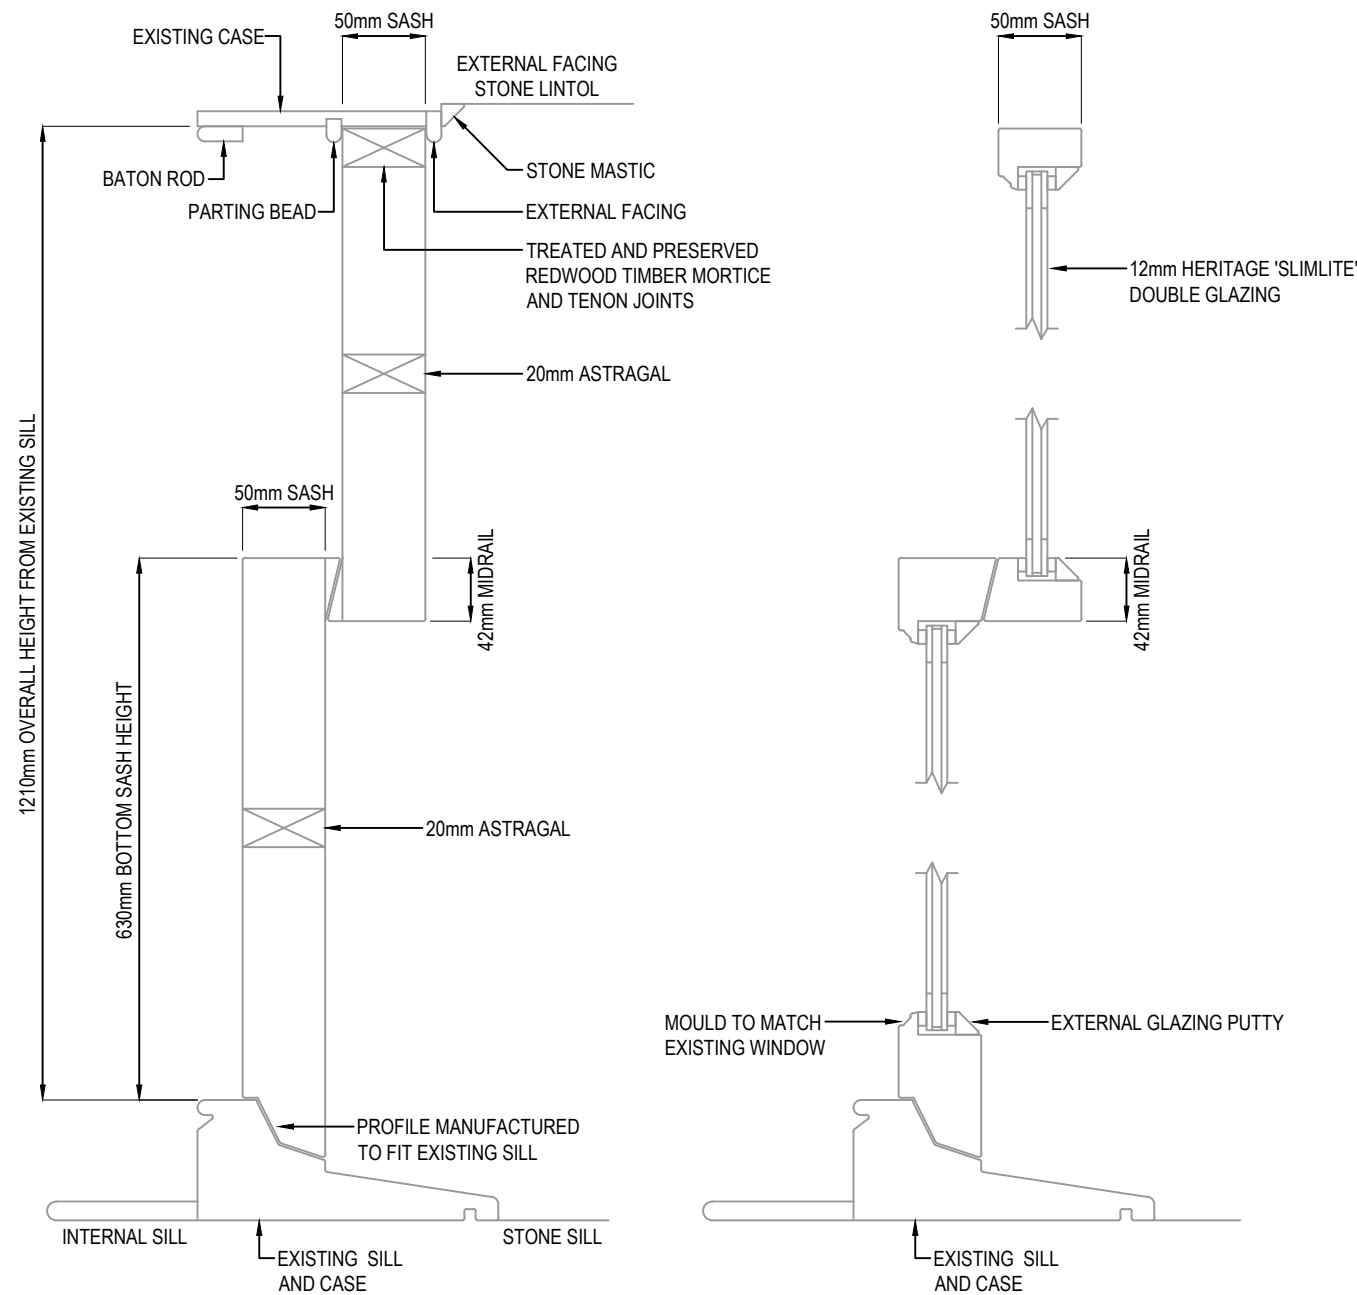 50mm SASH
EXISTING CASE
EXTERNAL FACING
STONE LINTOL
BATON ROD
PARTING BEAD
STONE MASTIC
EXTERNAL FACING
TREATED AND PRESERVED
REDWOOD TIMBER MORTICE
AND TENON JOINTS
20mm ASTRAGAL
50mm SASH
42mm MIDRAIL
1210mm OVERALL HEIGHT FROM EXISTING SILL
630mm BOTTOM SASH HEIGHT
20mm ASTRAGAL
PROFILE MANUFACTURED
TO FIT EXISTING SILL
INTERNAL SILL
STONE SILL
EXISTING SILL
AND CASE
50mm SASH
12mm HERITAGE 'SLIMLITE'
DOUBLE GLAZING
42mm MIDRAIL
MOULD TO MATCH
EXISTING WINDOW
EXTERNAL GLAZING PUTTY
EXISTING SILL
AND CASE